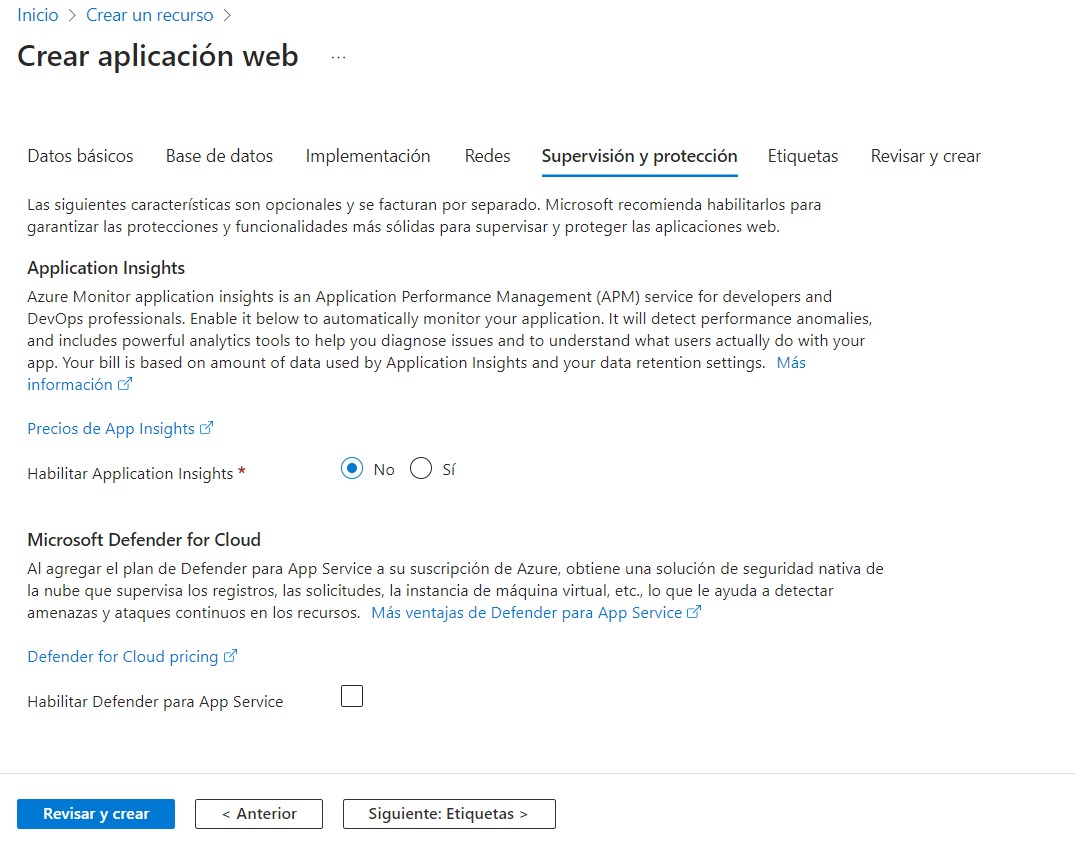 Inicio > Crear un recurso >
Crear aplicación web ...
Datos básicos Base de datos Implementación Redes Supervisión y protección Etiquetas Revisar y crear
Las siguientes características son opcionales y se facturan por separado. Microsoft recomienda habilitarlos para
garantizar las protecciones y funcionalidades más sólidas para supervisar y proteger las aplicaciones web.
Application Insights
Azure Monitor application insights is an Application Performance Management (APM) service for developers and
DevOps professionals. Enable it below to automatically monitor your application. It will detect performance anomalies,
and includes powerful analytics tools to help you diagnose issues and to understand what users actually do with your
app. Your bill is based on amount of data used by Application Insights and your data retention settings. Más
información
Precios de App Insights
Habilitar Application Insights * No Sí
Microsoft Defender for Cloud
Al agregar el plan de Defender para App Service a su suscripción de Azure, obtiene una solución de seguridad nativa de
la nube que supervisa los registros, las solicitudes, la instancia de máquina virtual, etc., lo que le ayuda a detectar
amenazas y ataques continuos en los recursos. Más ventajas de Defender para App Service
Defender for Cloud pricing
Habilitar Defender para App Service
Revisar y crear < Anterior Siguiente: Etiquetas >